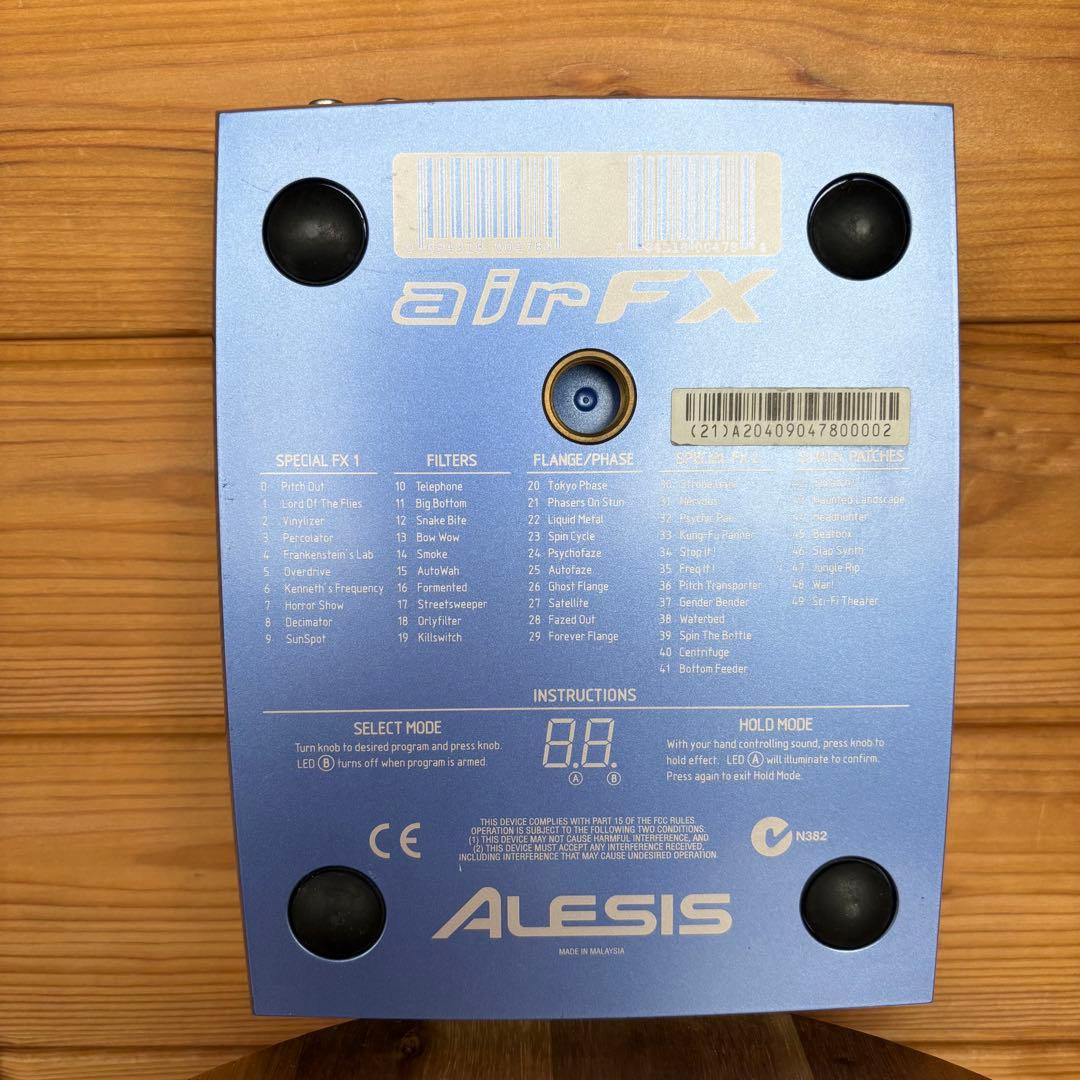 airFX
(21)A20409047800002
SPECIAL FX 1
0 Pitch Out
1 Lord Of The Flies
2 Vinylizer
3 Percolator
4 Frankenstein's Lab
5 Overdrive
6 Kenneth's Frequency
7 Horror Show
8 Decimator
9 SunSpot
FILTERS
10 Telephone
11 Big Bottom
12 Snake Bite
13 Bow Wow
14 Smoke
15 AutoWah
16 Formented
17 Streetsweeper
18 Orlyfilter
19 Killswitch
FLANGE/PHASE
20 Tokyo Phase
21 Phasers On Stun
22 Liquid Metal
23 Spin Cycle
24 Psychofaze
25 Autofaze
26 Ghost Flange
27 Satellite
28 Fazed Out
29 Forever Flange
SPECIAL FX 2
31 Nervous
32 Psycho Pan
33 Kung-Fu Panner
34 Stop It!
35 Freq It!
36 Pitch Transporter
37 Gender Bender
38 Waterbed
39 Spin The Bottle
40 Centrifuge
41 Bottom Feeder
PATCHES
43 Haunted Landscape
44 Headhunter
45 Beatbox
46 Slap Synth
47 Jungle Rip
48 War!
49 Sci-Fi Theater
INSTRUCTIONS
SELECT MODE
Turn knob to desired program and press knob.
LED B turns off when program is armed.
8.8.
A B
HOLD MODE
With your hand controlling sound, press knob to
hold effect. LED A will illuminate to confirm.
Press again to exit Hold Mode.
CE
THIS DEVICE COMPLIES WITH PART 15 OF THE FCC RULES.
OPERATION IS SUBJECT TO THE FOLLOWING TWO CONDITIONS:
(1) THIS DEVICE MAY NOT CAUSE HARMFUL INTERFERENCE, AND
(2) THIS DEVICE MUST ACCEPT ANY INTERFERENCE RECEIVED,
INCLUDING INTERFERENCE THAT MAY CAUSE UNDESIRED OPERATION.
N382
ALESIS
MADE IN MALAYSIA